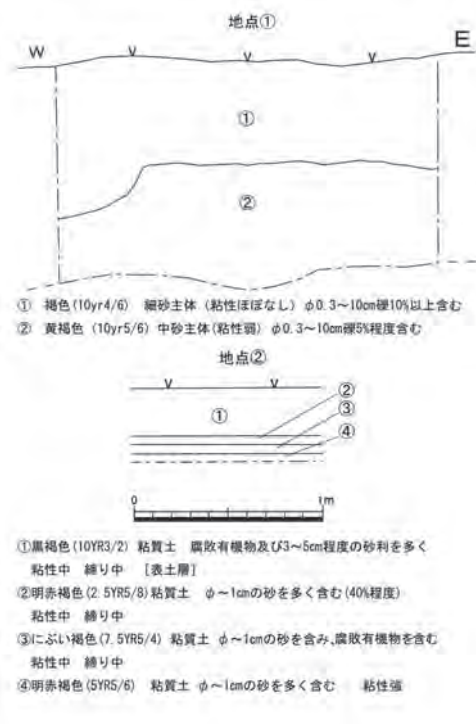 地点①
W
E
①
②
① 褐色(10yr4/6) 細砂主体(粘性ほぼなし) φ0.3~10cm礫10%以上含む
② 黄褐色(10yr5/6) 中砂主体(粘性弱) φ0.3~10cm礫5%程度含む
地点②
②
①
③
④
0 1m
①黒褐色(10YR3/2) 粘質土 腐敗有機物及び3~5cm程度の砂利を多く
粘性中 締り中 [表土層]
②明赤褐色(2.5YR5/8)粘質土 φ~1cmの砂を多く含む(40%程度)
粘性中 締り中
③にぶい褐色(7.5YR5/4) 粘質土 φ~1cmの砂を含み、腐敗有機物を含む
粘性中 締り中
④明赤褐色(5YR5/6) 粘質土 φ~1cmの砂を多く含む 粘性強